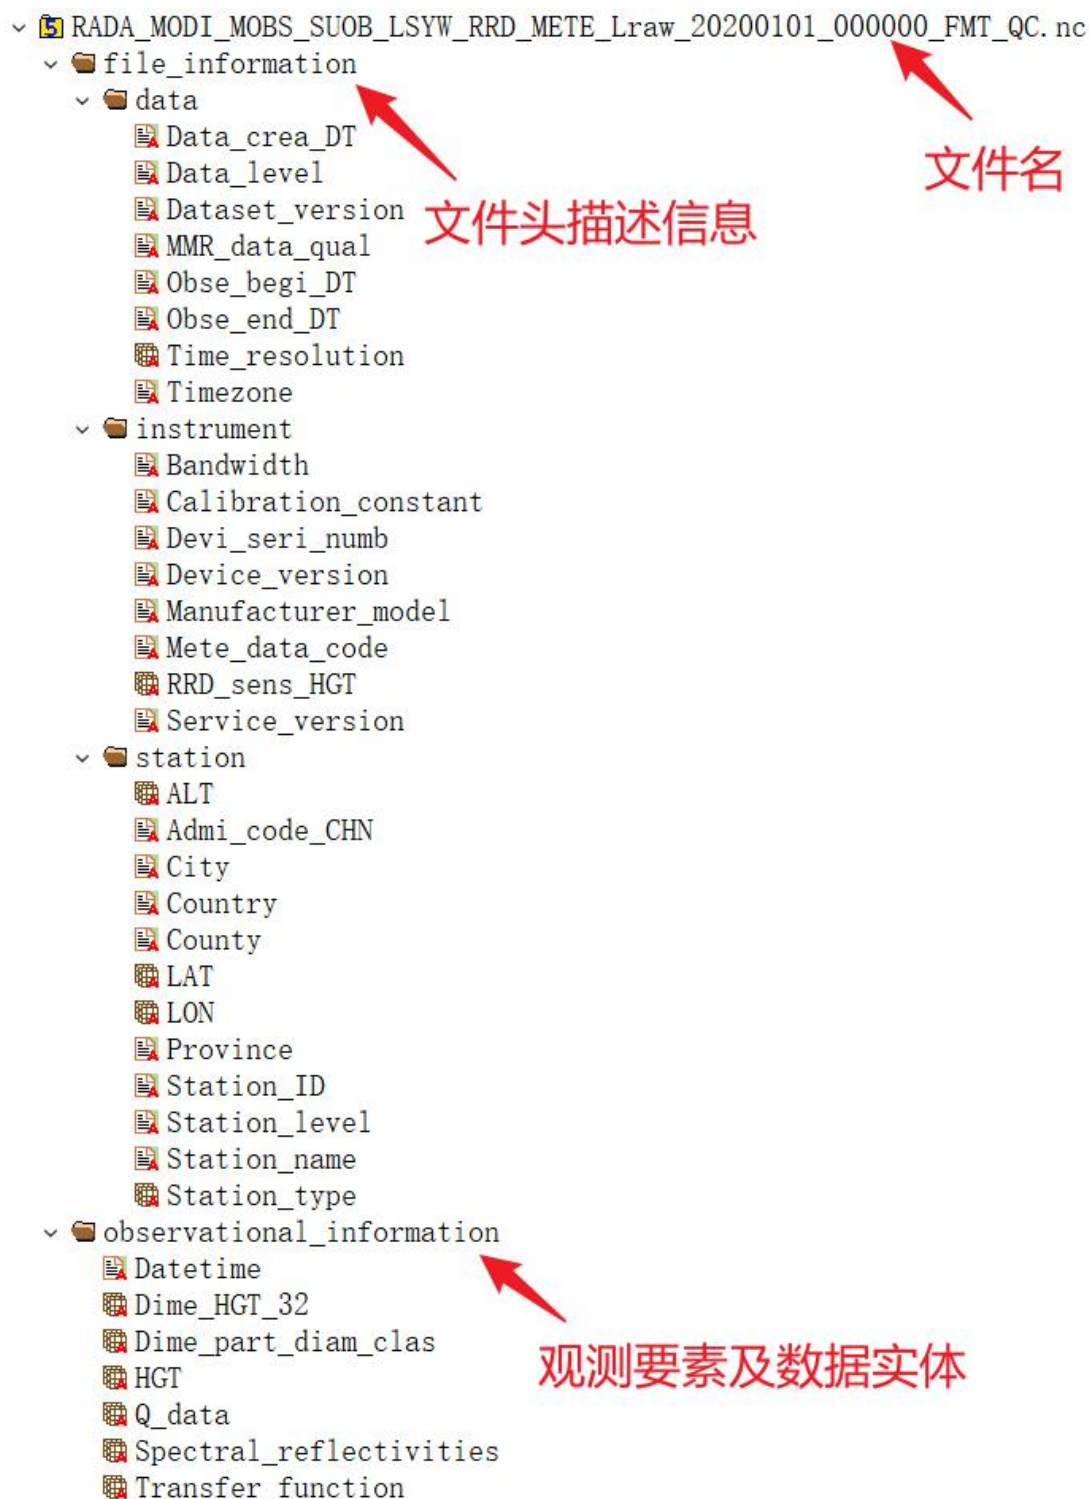 RADA_MODI_MOBS_SUOB_LSYW_RRD_METE_Lraw_20200101_000000_FMT_QC.nc
file_information
文件名
data
Data_crea_DT
Data_level
Dataset_version
文件头描述信息
MMR_data_qual
Obse_begi_DT
Obse_end_DT
Time_resolution
Timezone
instrument
Bandwidth
Calibration_constant
Devi_seri_numb
Device_version
Manufacturer_model
Mete_data_code
RRD_sens_HGT
Service_version
station
ALT
Admi_code_CHN
City
Country
County
LAT
LON
Province
Station_ID
Station_level
Station_name
Station_type
observational_information
Datetime
Dime_HGT_32
Dime_part_diam_clas
观测要素及数据实体
HGT
Q_data
Spectral_reflectivities
Transfer_function